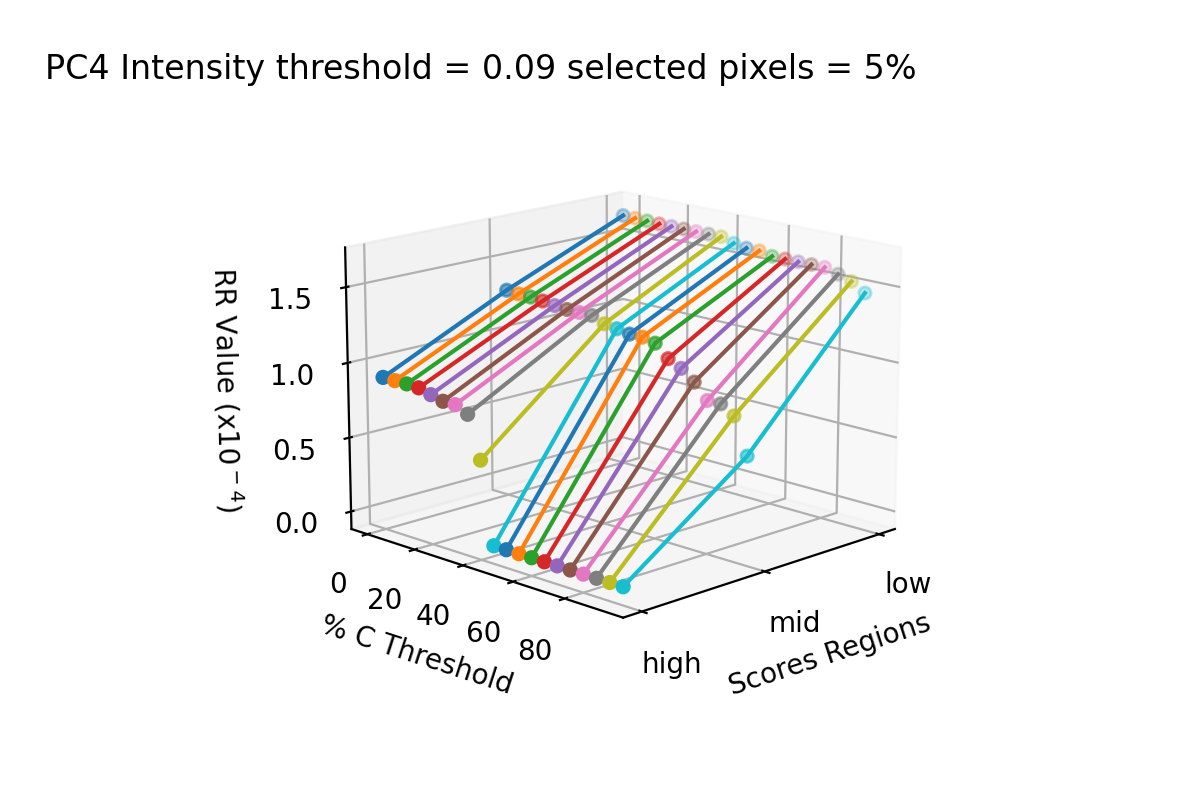 PC4 Intensity threshold = 0.09 selected pixels = 5%
RR Value (x10⁻⁴)
1.5
1.0
0.5
0.0
0
20
40
60
80
% C Threshold
high
mid
low
Scores Regions